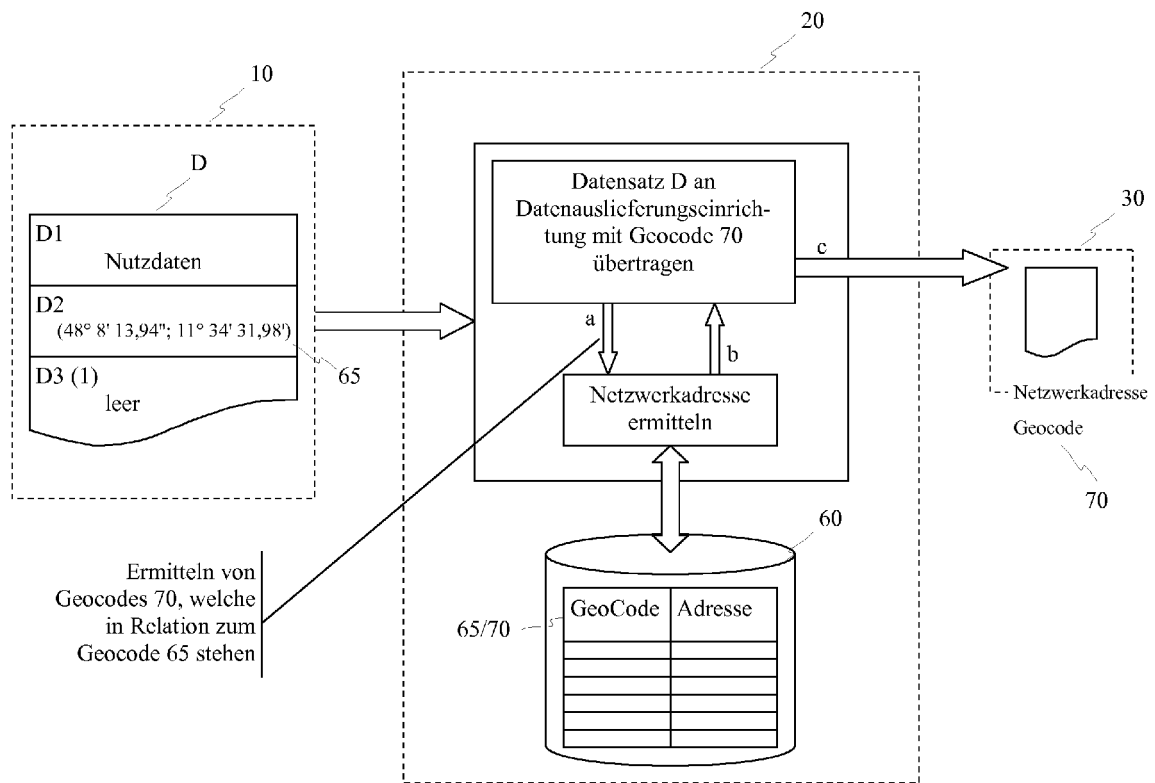 20
10
D
D1
Nutzdaten
D2
(48° 8' 13,94"; 11° 34' 31,98')
65
D3 (1)
leer
Datensatz D an
Datenauslieferungseinrich-
tung mit Geocode 70
übertragen
a
b
c
Netzwerkadresse
ermitteln
30
Netzwerkadresse
Geocode
70
60
GeoCode
Adresse
65/70
Ermitteln von
Geocodes 70, welche
in Relation zum
Geocode 65 stehen